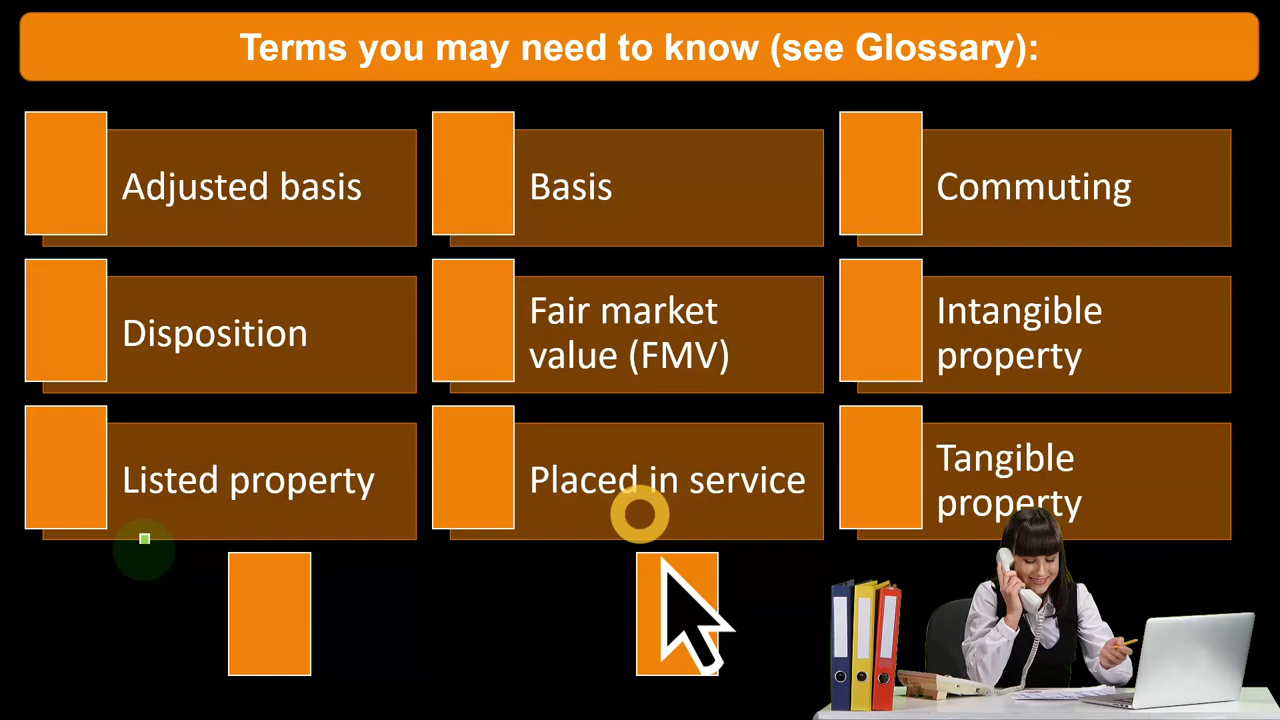 Terms you may need to know (see Glossary):
Adjusted basis
Basis
Commuting
Disposition
Fair market
value (FMV)
Intangible
property
Listed property
Placed in service
Tangible
property